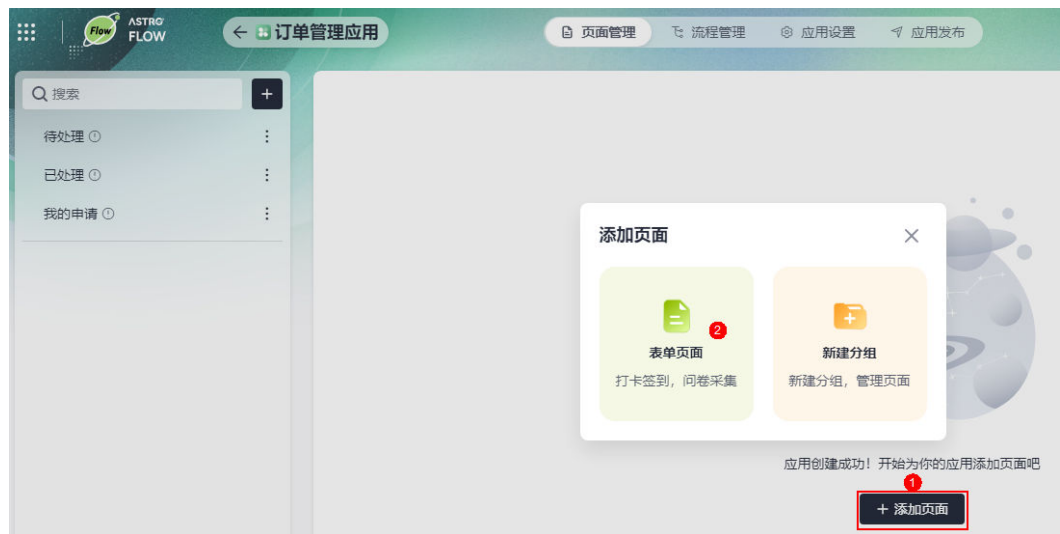 Flow
ASTRO
FLOW
订单管理应用
页面管理
流程管理
应用设置
应用发布
搜索
待处理
已处理
我的申请
添加页面
2
表单页面
新建分组
打卡签到，问卷采集
新建分组，管理页面
应用创建成功！开始为你的应用添加页面吧
1
+ 添加页面